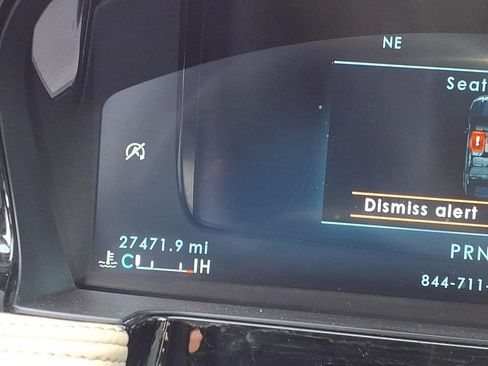 NE
Seat
Dismiss alert
27471.9 mi
PRN
C H
844-711-